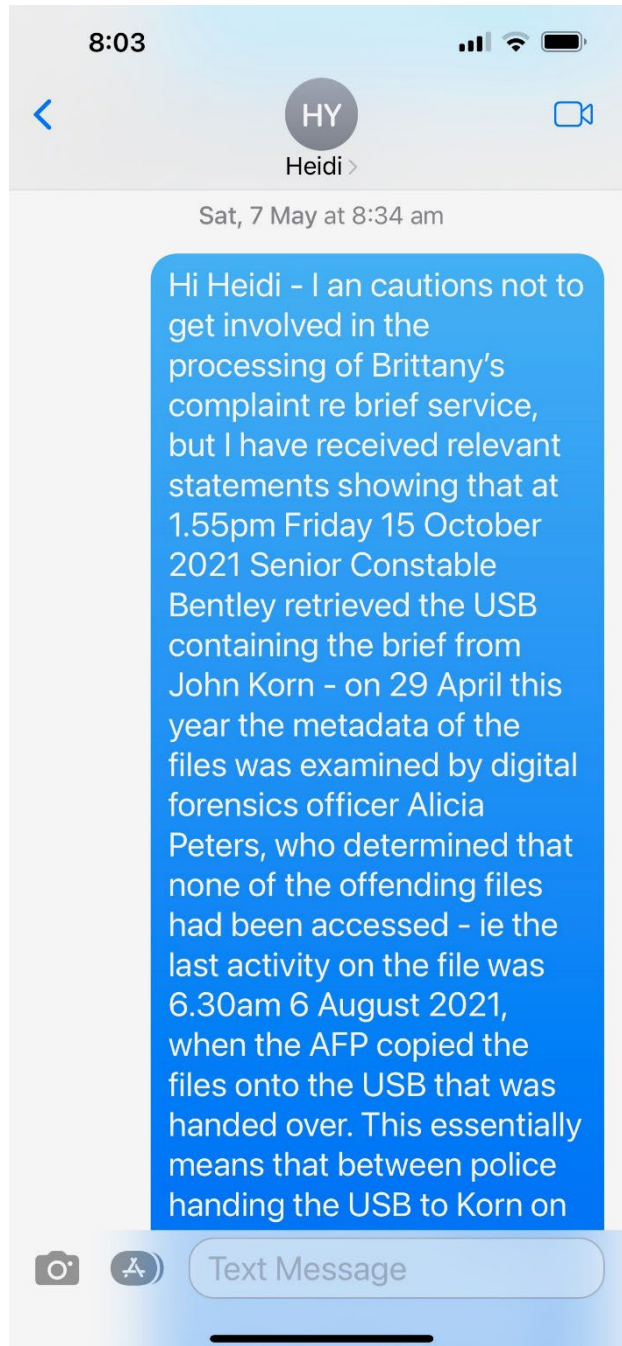 8:03
HY
Heidi
Sat, 7 May at 8:34 am
Hi Heidi - I an cautions not to
get involved in the
processing of Brittany's
complaint re brief service,
but I have received relevant
statements showing that at
1.55pm Friday 15 October
2021 Senior Constable
Bentley retrieved the USB
containing the brief from
John Korn - on 29 April this
year the metadata of the
files was examined by digital
forensics officer Alicia
Peters, who determined that
none of the offending files
had been accessed - ie the
last activity on the file was
6.30am 6 August 2021,
when the AFP copied the
files onto the USB that was
handed over. This essentially
means that between police
handing the USB to Korn on
Text Message